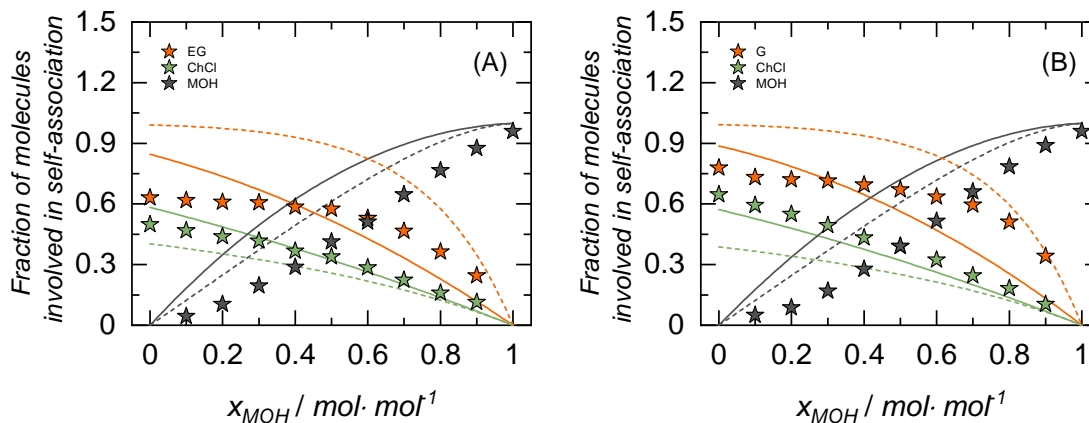 Fraction of molecules
involved in self-association
1.5
1.2
0.9
0.6
0.3
0
EG
ChCl
MOH
(A)
0 0.2 0.4 0.6 0.8 1
x_MOH / mol· mol⁻¹
Fraction of molecules
involved in self-association
1.5
1.2
0.9
0.6
0.3
0
G
ChCl
MOH
(B)
0 0.2 0.4 0.6 0.8 1
x_MOH / mol· mol⁻¹